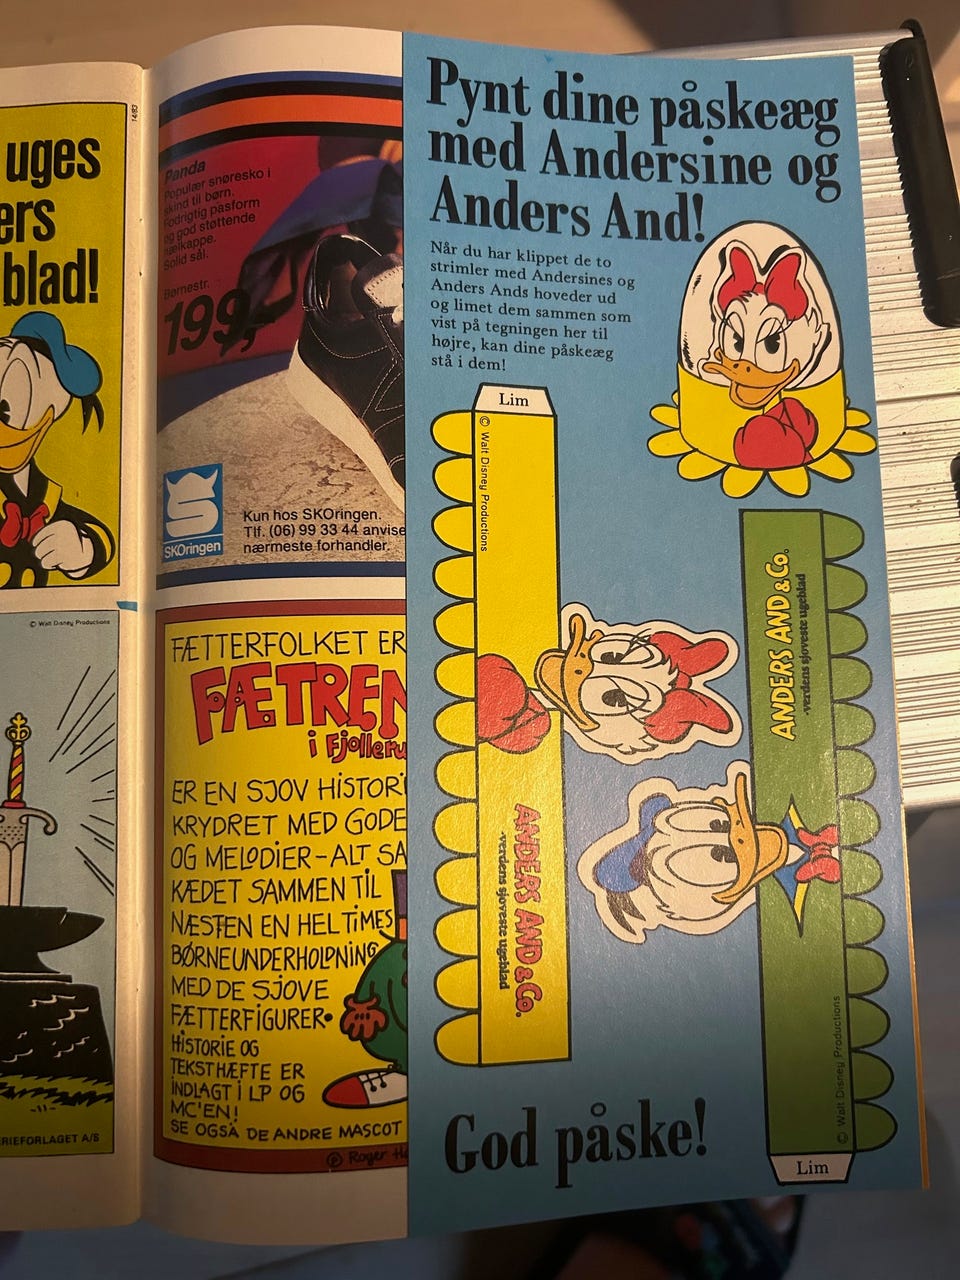 uges
ers
blad!
14/83
© Walt Disney Productions
ERIEFORLAGET A/S
Panda
Populær snøresko i
skind til børn.
Fodrigtig pasform
og god støttende
hælkappe.
Solid sål.
Børnestr.
199,-
SKOringen
Kun hos SKOringen.
Tlf. (06) 99 33 44 anvise
nærmeste forhandler.
FÆTTERFOLKET ER
FÆTREN
i Fjolleru
ER EN SJOV HISTORI
KRYDRET MED GODE
OG MELODIER-ALT SA
KÆDET SAMMEN TIL
NÆSTEN EN HEL TIMES
BØRNEUNDERHOLDNING
MED DE SJOVE
FÆTTERFIGURER•
HISTORIE OG
TEKSTHÆFTE ER
INDLAGT I LP OG
MC'EN!
SE OGSÅ DE ANDRE MASCOT
℗ Roger
Pynt dine påskeæg
med Andersine og
Anders And!
Når du har klippet de to
strimler med Andersines og
Anders Ands hoveder ud
og limet dem sammen som
vist på tegningen her til
højre, kan dine påskeæg
stå i dem!
Lim
© Walt Disney Productions
ANDERS AND & Co.
-verdens sjoveste ugeblad
ANDERS AND & Co.
-verdens sjoveste ugeblad
© Walt Disney Productions
Lim
God påske!